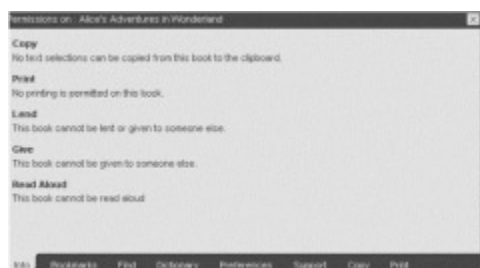 Permissions on : Alice's Adventures in Wonderland
Copy
No text selections can be copied from this book to the clipboard.
Print
No printing is permitted on this book.
Lend
This book cannot be lent or given to someone else.
Give
This book cannot be given to someone else.
Read Aloud
This book cannot be read aloud
Info Bookmarks Find Dictionary Preferences Support Copy Print